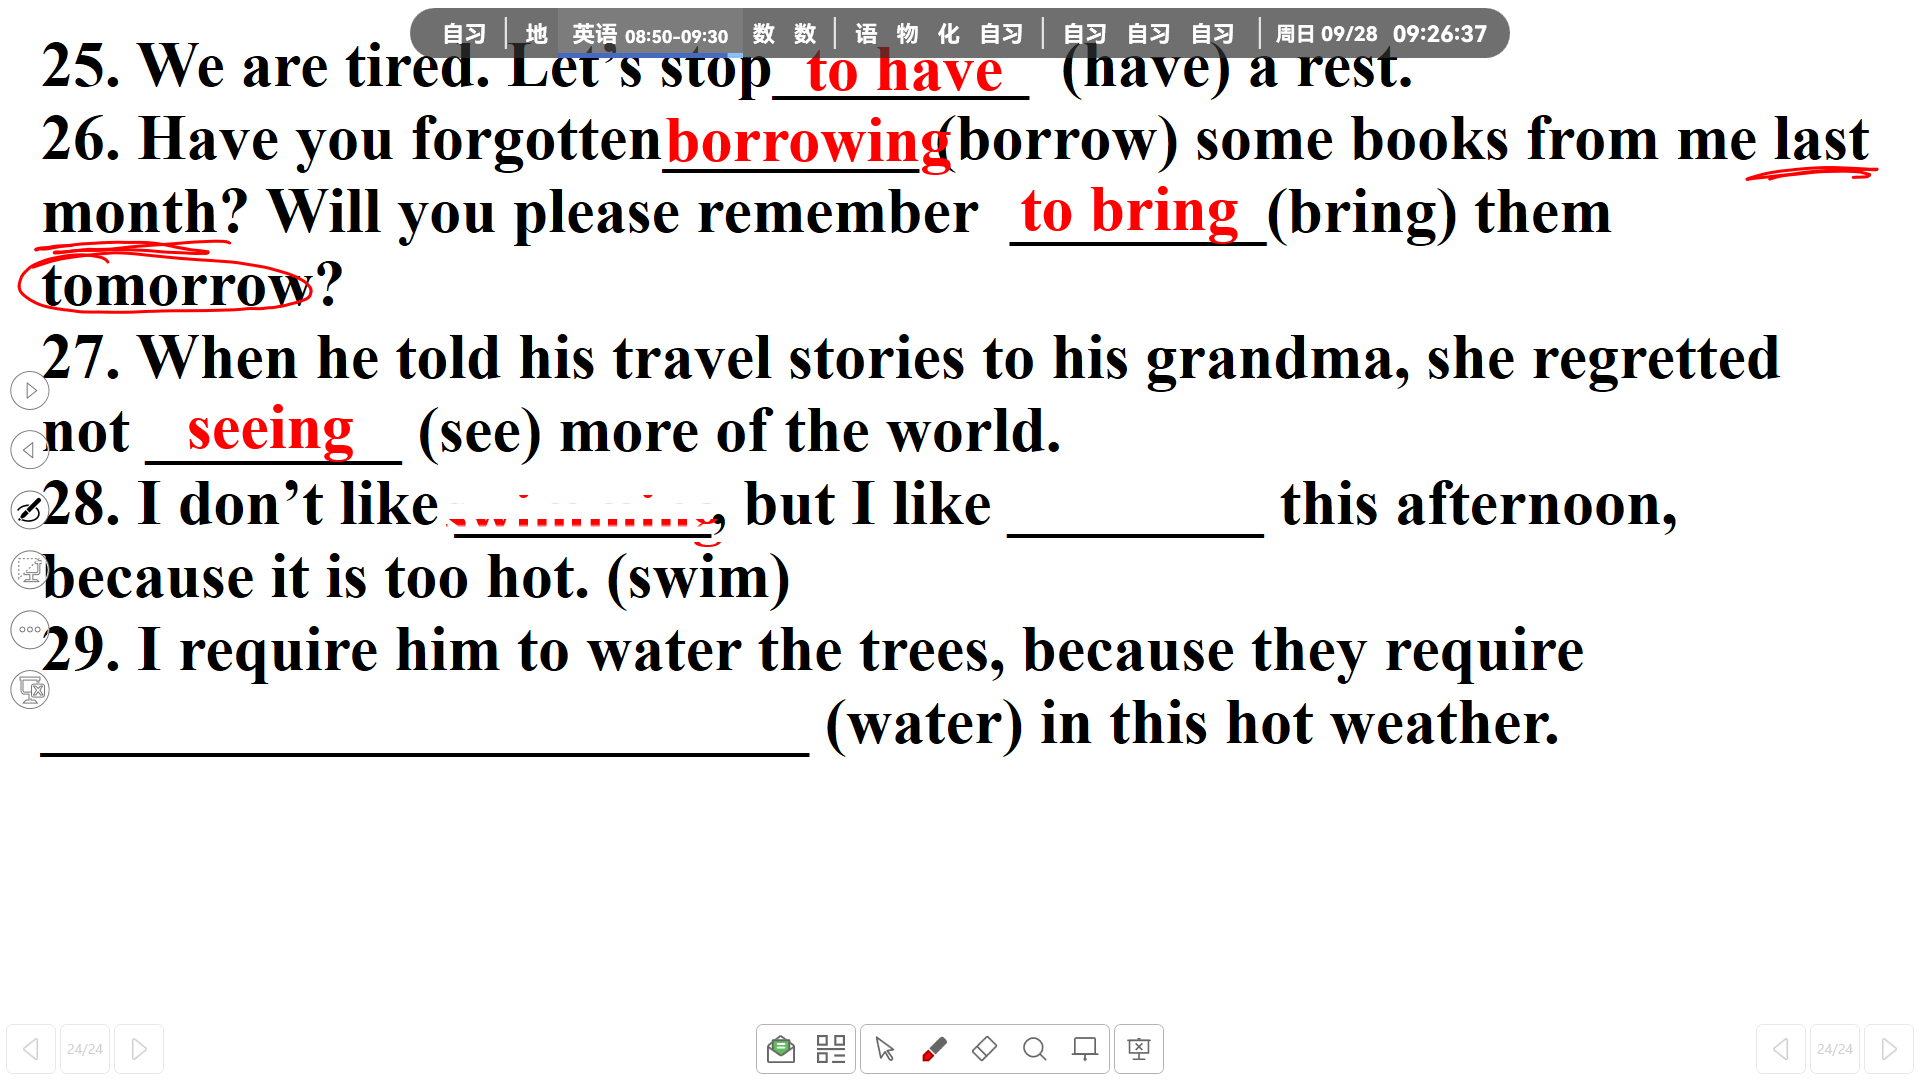 自习 地 英语 08:50-09:30 数 数 语 物 化 自习 自习 自习 自习 周日 09/28 09:26:37
25. We are tired. Let’s stop to have (have) a rest.
26. Have you forgotten borrowing (borrow) some books from me last
month? Will you please remember to bring (bring) them
tomorrow?
27. When he told his travel stories to his grandma, she regretted
not seeing (see) more of the world.
28. I don’t like swimming, but I like __________ this afternoon,
because it is too hot. (swim)
29. I require him to water the trees, because they require
______________________________ (water) in this hot weather.
24/24
24/24